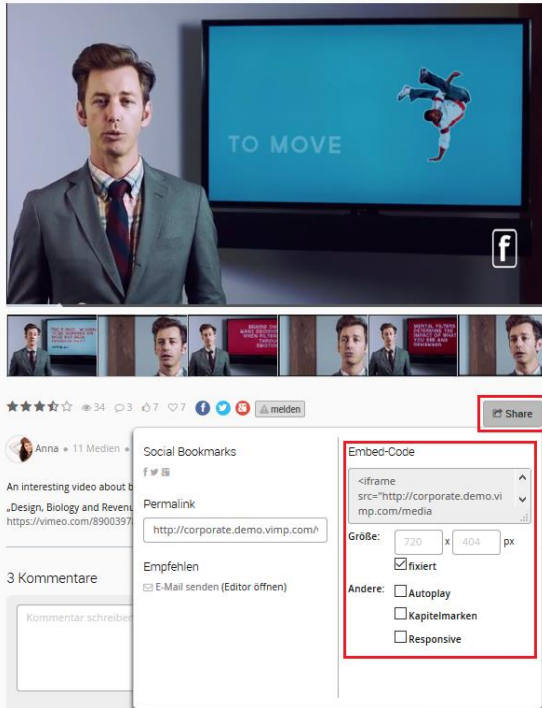 TO MOVE
f
34 3 7 7 melden
Share
Anna • 11 Medien •
An interesting video about b
„Design, Biology and Revenu
https://vimeo.com/8900397
3 Kommentare
Kommentar schreiben
Social Bookmarks
Permalink
http://corporate.demo.vimp.com/
Empfehlen
E-Mail senden (Editor öffnen)
Embed-Code
<iframe
src="http://corporate.demo.vi
mp.com/media
Größe: 720 x 404 px
fixiert
Andere: Autoplay
Kapitelmarken
Responsive